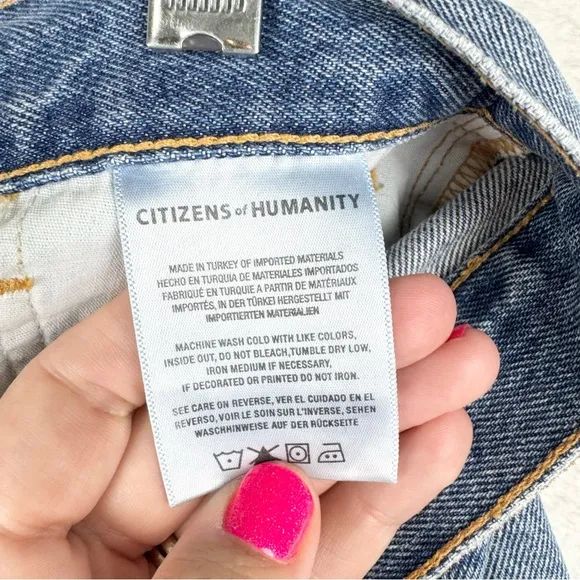 CITIZENS of HUMANITY
MADE IN TURKEY OF IMPORTED MATERIALS
HECHO EN TURQUIA DE MATERIALES IMPORTADOS
FABRIQUÉ EN TURQUIE A PARTIR DE MATÉRIAUX
IMPORTÉS, IN DER TÜRKEI HERGESTELLT MIT
IMPORTIERTEN MATERIALIEN
MACHINE WASH COLD WITH LIKE COLORS,
INSIDE OUT, DO NOT BLEACH,TUMBLE DRY LOW,
IRON MEDIUM IF NECESSARY,
IF DECORATED OR PRINTED DO NOT IRON.
SEE CARE ON REVERSE, VER EL CUIDADO EN EL
REVERSO, VOIR LE SOIN SUR L'INVERSE, SEHEN
WASCHHINWEISE AUF DER RÜCKSEITE